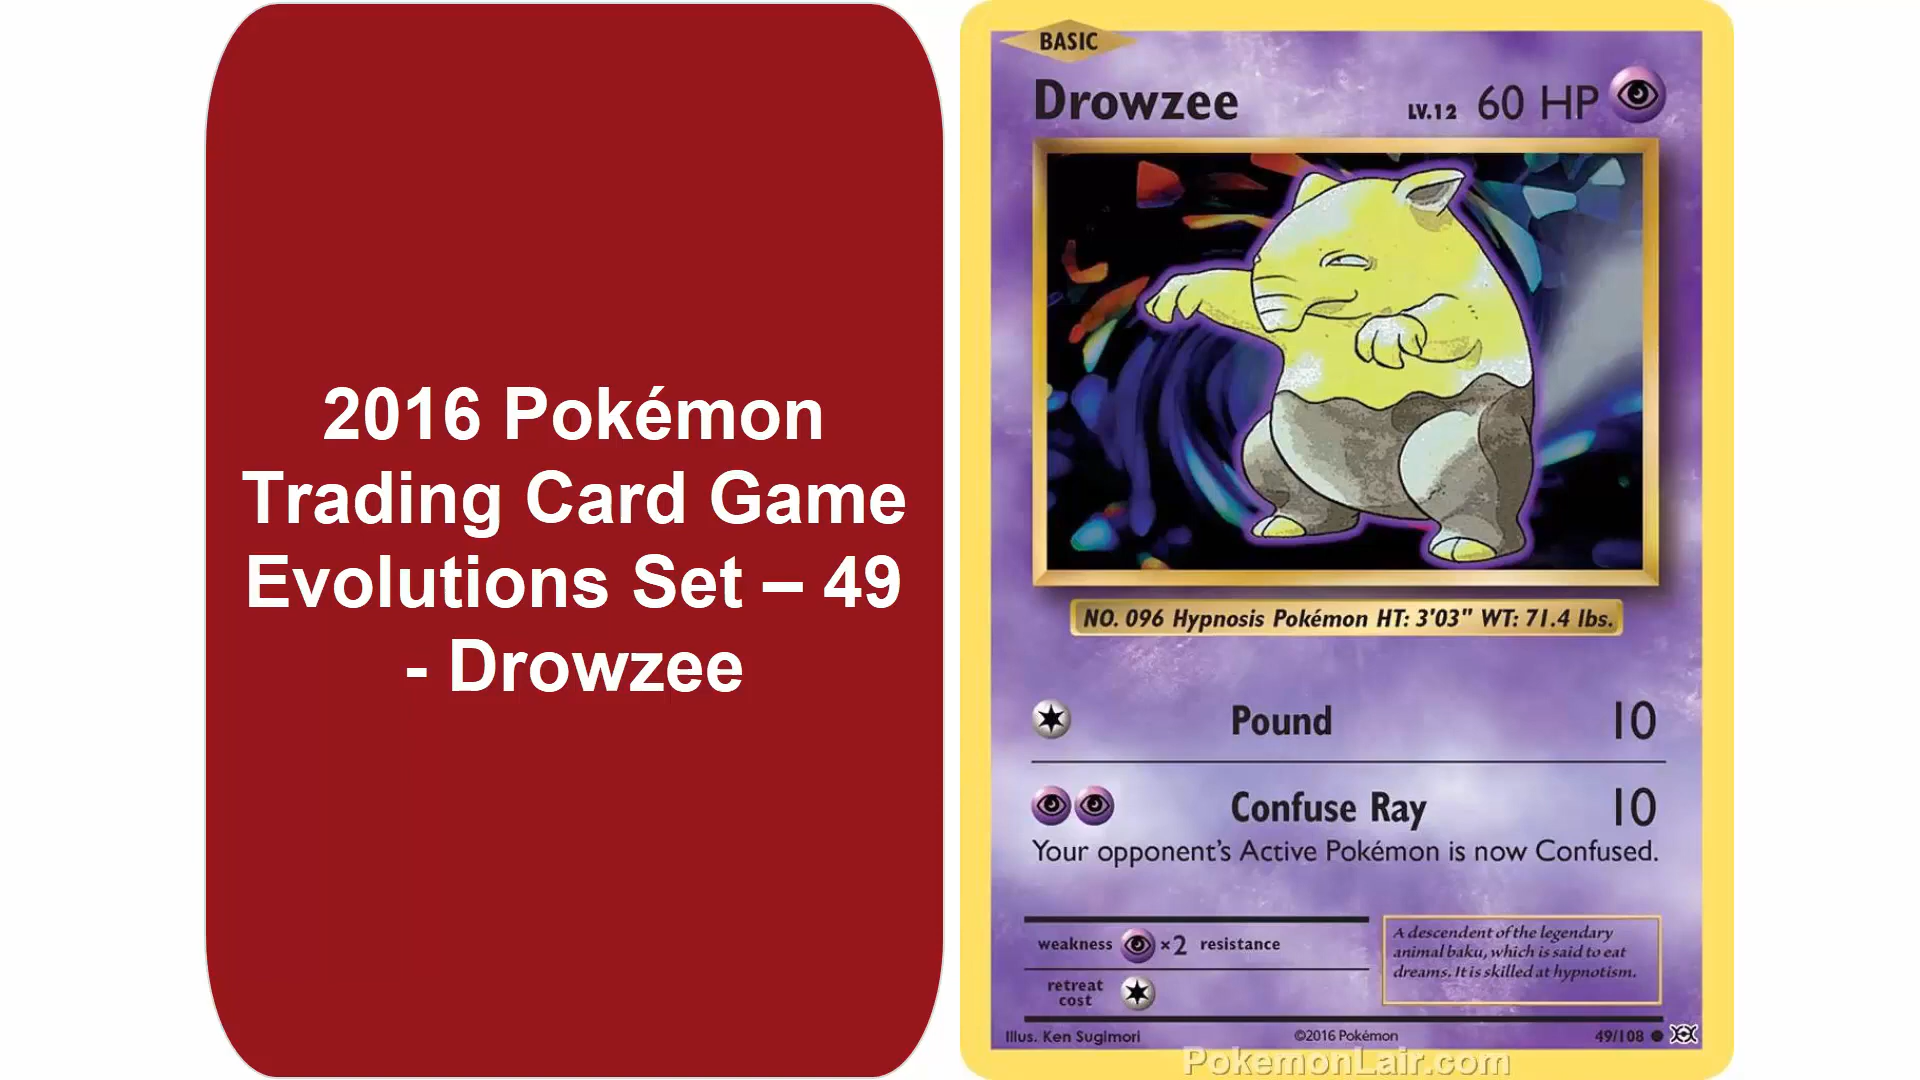 2016 Pokémon
Trading Card Game
Evolutions Set – 49
- Drowzee
BASIC
Drowzee LV.12 60 HP
NO. 096 Hypnosis Pokémon HT: 3'03" WT: 71.4 lbs.
Pound 10
Confuse Ray 10
Your opponent's Active Pokémon is now Confused.
weakness ×2 resistance
retreat
cost
A descendent of the legendary
animal baku, which is said to eat
dreams. It is skilled at hypnotism.
Illus. Ken Sugimori ©2016 Pokémon 49/108
PokemonLair.com